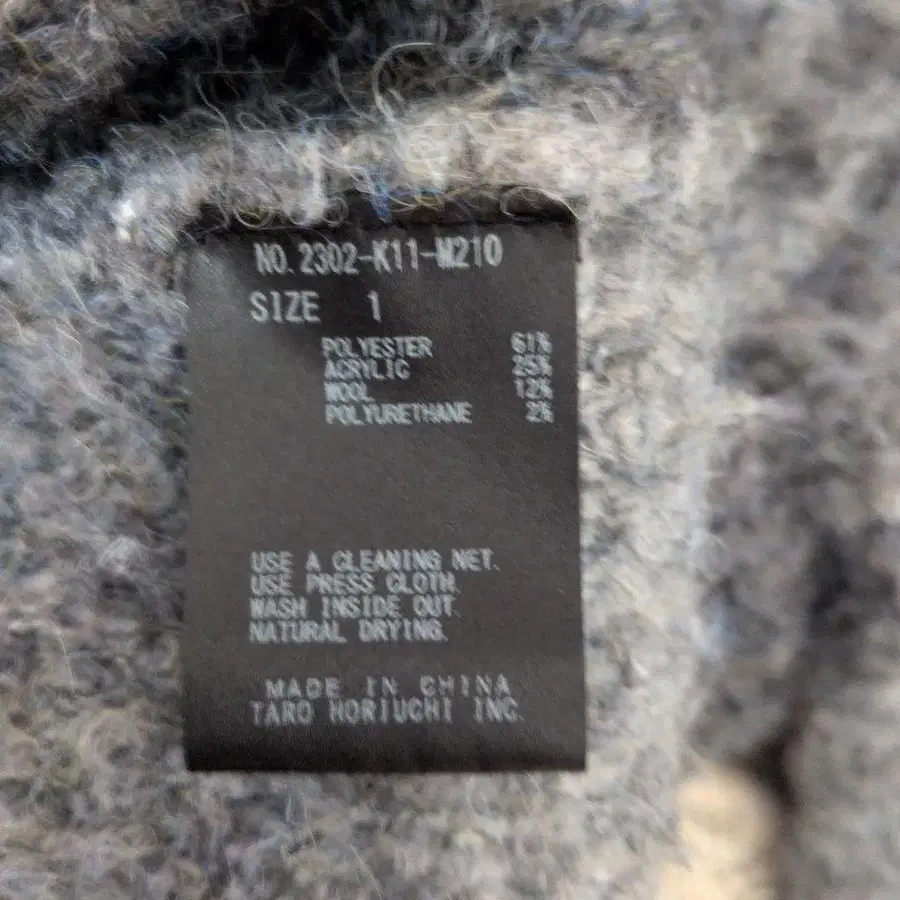 NO. 2302-K11-M210
SIZE 1
POLYESTER 61%
ACRYLIC 25%
WOOL 12%
POLYURETHANE 2%
USE A CLEANING NET.
USE PRESS CLOTH.
WASH INSIDE OUT.
NATURAL DRYING.
MADE IN CHINA
TARO HORIUCHI INC.